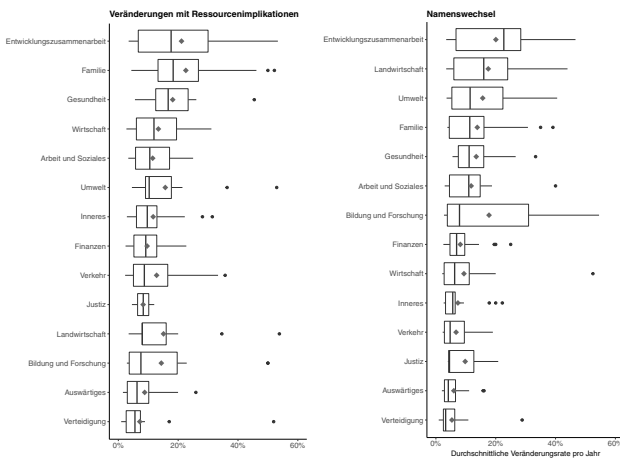 Veränderungen mit Ressourcenimplikationen
Entwicklungszusammenarbeit
Familie
Gesundheit
Wirtschaft
Arbeit und Soziales
Umwelt
Inneres
Finanzen
Verkehr
Justiz
Landwirtschaft
Bildung und Forschung
Auswärtiges
Verteidigung
0% 20% 40% 60%
Namenswechsel
Entwicklungszusammenarbeit
Landwirtschaft
Umwelt
Familie
Gesundheit
Arbeit und Soziales
Bildung und Forschung
Finanzen
Wirtschaft
Inneres
Verkehr
Justiz
Auswärtiges
Verteidigung
0% 20% 40% 60%
Durchschnittliche Veränderungsrate pro Jahr